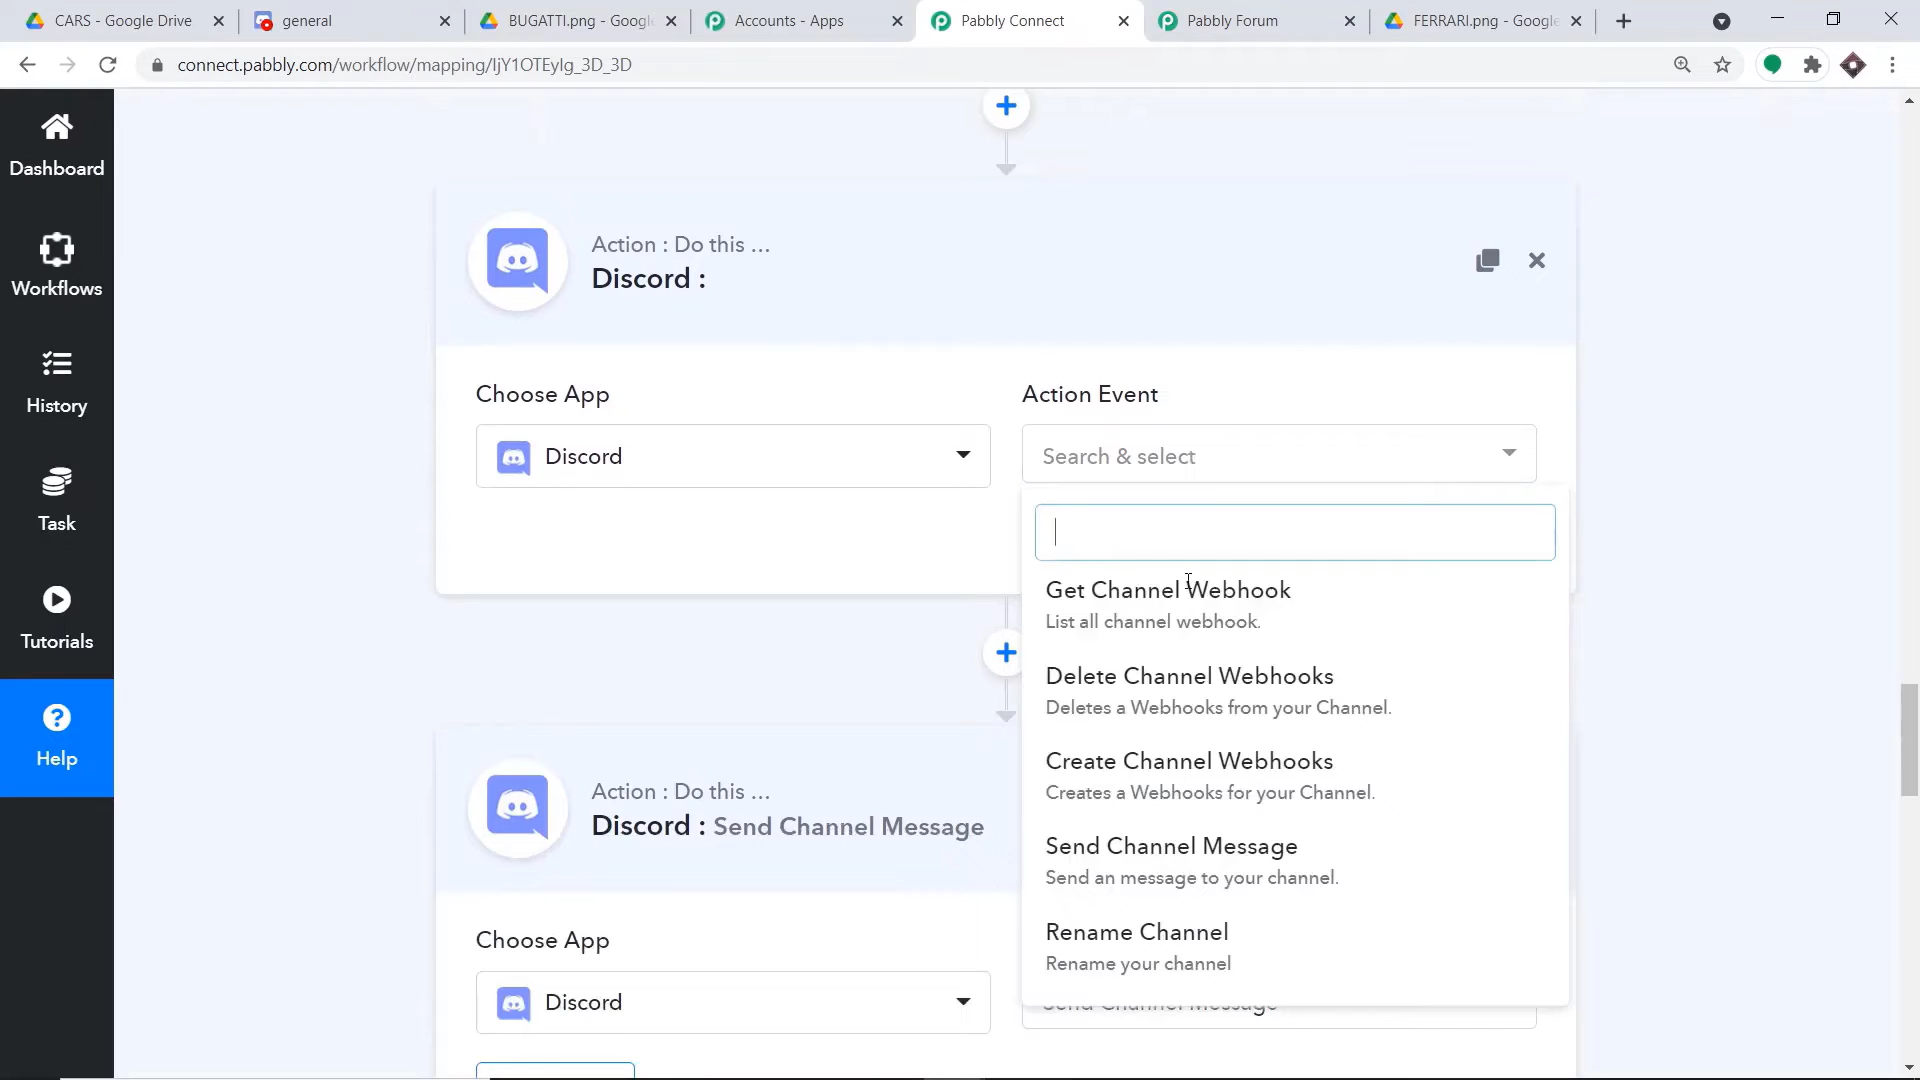 CARS - Google Drive
general
BUGATTI.png - Google
Accounts - Apps
Pabbly Connect
Pabbly Forum
FERRARI.png - Google
connect.pabbly.com/workflow/mapping/IjY1OTEyIg_3D_3D
Dashboard
Workflows
History
Task
Tutorials
Help
Action : Do this ...
Discord :
Choose App
Discord
Action Event
Search & select
Get Channel Webhook
List all channel webhook.
Delete Channel Webhooks
Deletes a Webhooks from your Channel.
Create Channel Webhooks
Creates a Webhooks for your Channel.
Send Channel Message
Send an message to your channel.
Rename Channel
Rename your channel
Action : Do this ...
Discord : Send Channel Message
Choose App
Discord
Send Channel Message